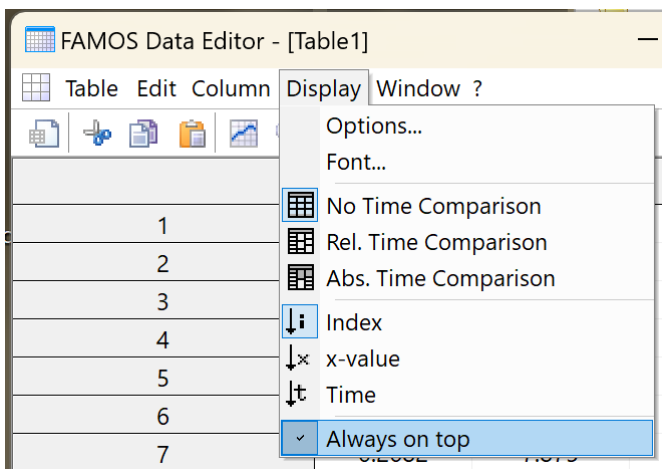 FAMOS Data Editor - [Table1]
Table Edit Column Display Window ?
Options...
Font...
No Time Comparison
1
Rel. Time Comparison
2
Abs. Time Comparison
3
Index
4
x-value
5
Time
6
Always on top
7